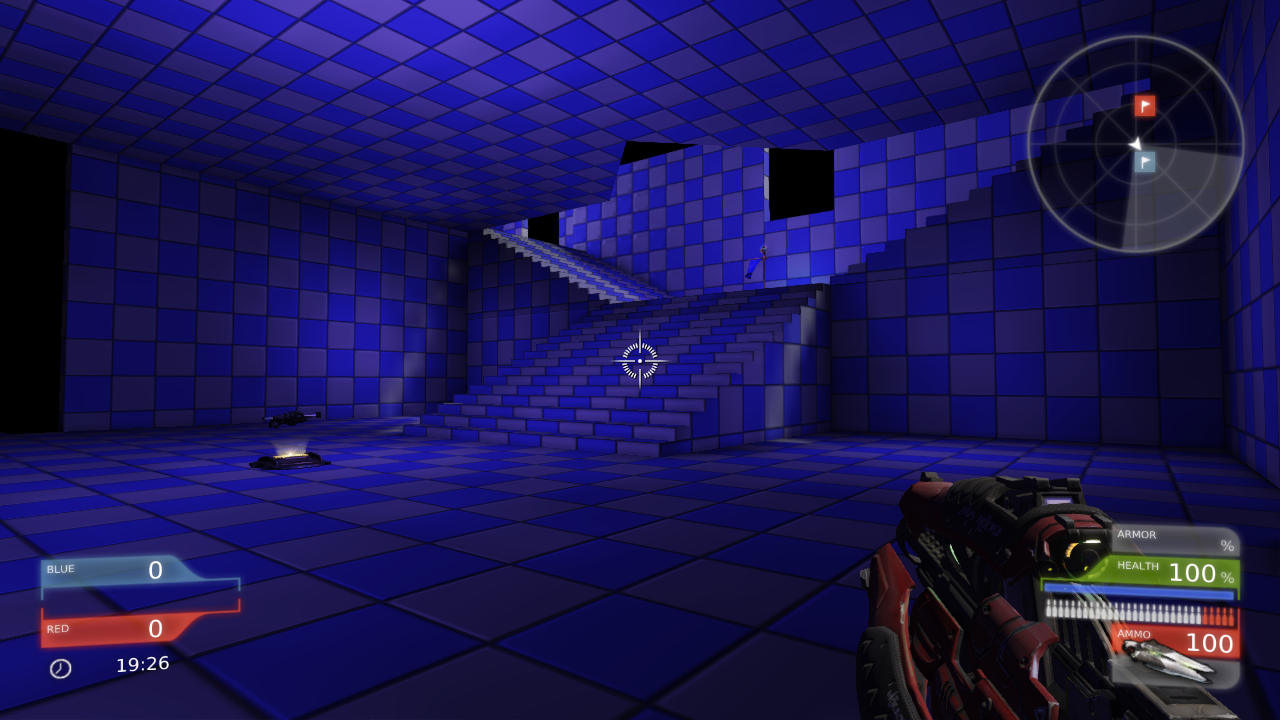 ARMOR
%
HEALTH 100 %
AMMO 100
BLUE 0
RED 0
19:26